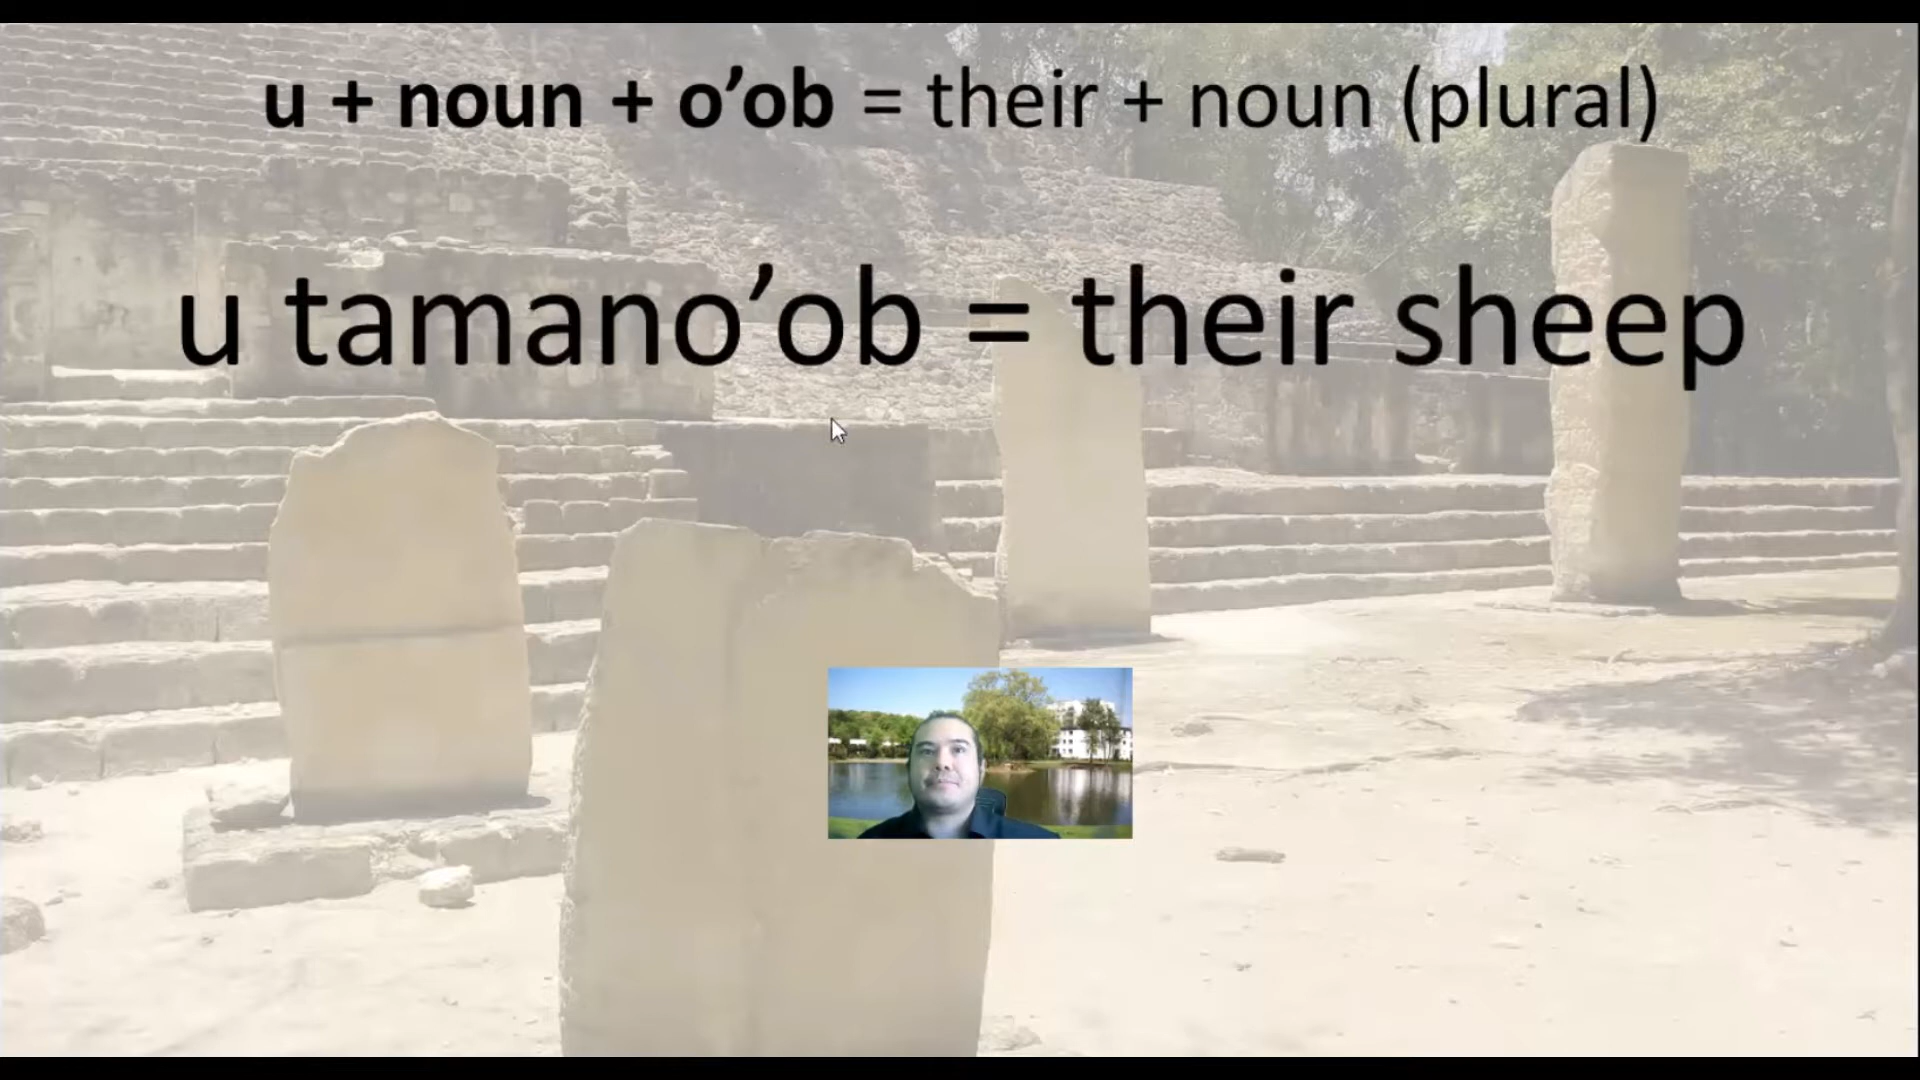 u + noun + o’ob = their + noun (plural)
u tamano’ob = their sheep